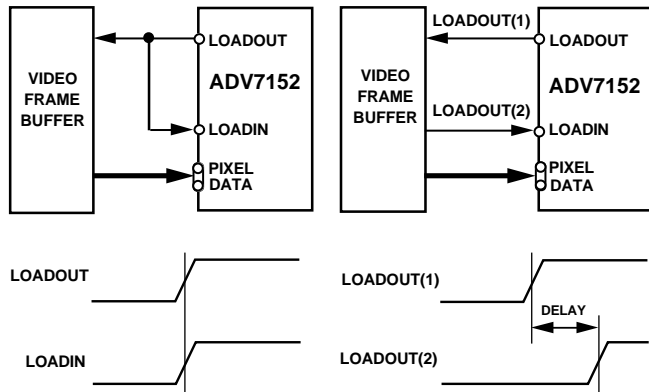 LOADOUT
ADV7152
VIDEO
FRAME
BUFFER
LOADIN
PIXEL
DATA
LOADOUT(1)
LOADOUT
ADV7152
VIDEO
FRAME
BUFFER
LOADOUT(2)
LOADIN
PIXEL
DATA
LOADOUT
LOADIN
LOADOUT(1)
DELAY
LOADOUT(2)